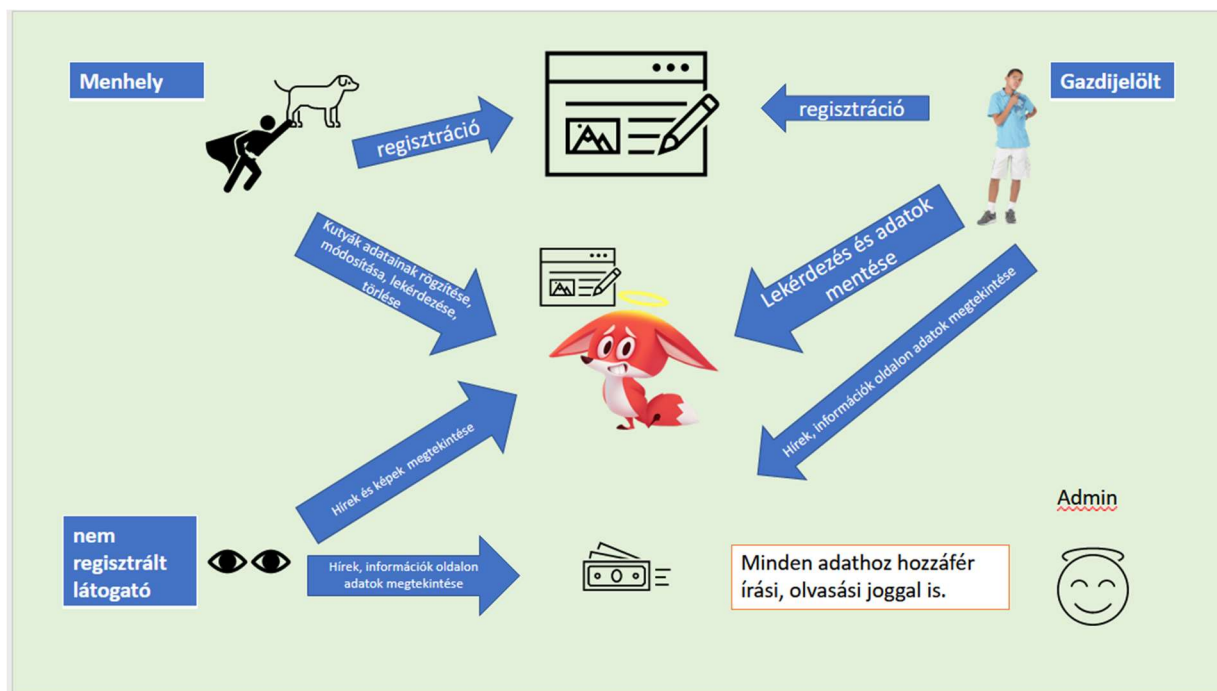 Menhely
Gazdijelölt
regisztráció
regisztráció
Kutyák adatainak rögzítése,
módosítása, lekérdezése,
törlése
Lekérdezés és adatok
mentése
Hírek, információk oldalon adatok megtekintése
Hírek és képek megtekintése
nem
regisztrált
látogató
Hírek, információk oldalon
adatok megtekintése
Minden adathoz hozzáfér
írási, olvasási joggal is.
Admin